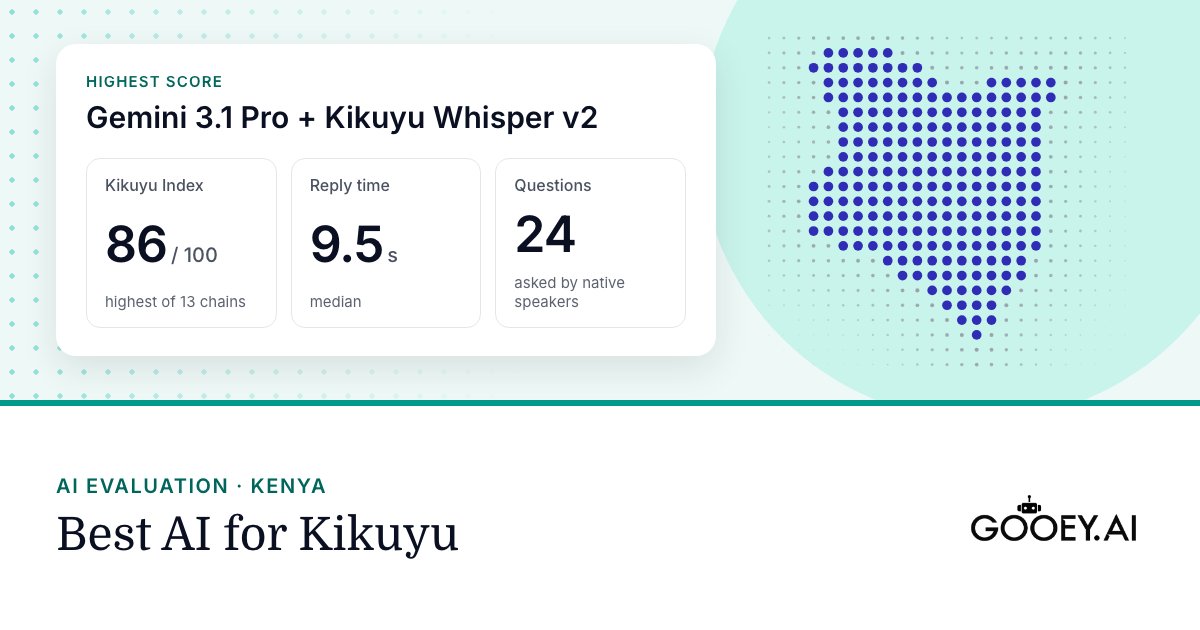 HIGHEST SCORE
Gemini 3.1 Pro + Kikuyu Whisper v2
Kikuyu Index
86 / 100
highest of 13 chains
Reply time
9.5 s
median
Questions
24
asked by native
speakers
AI EVALUATION · KENYA
Best AI for Kikuyu
GOOEY.AI